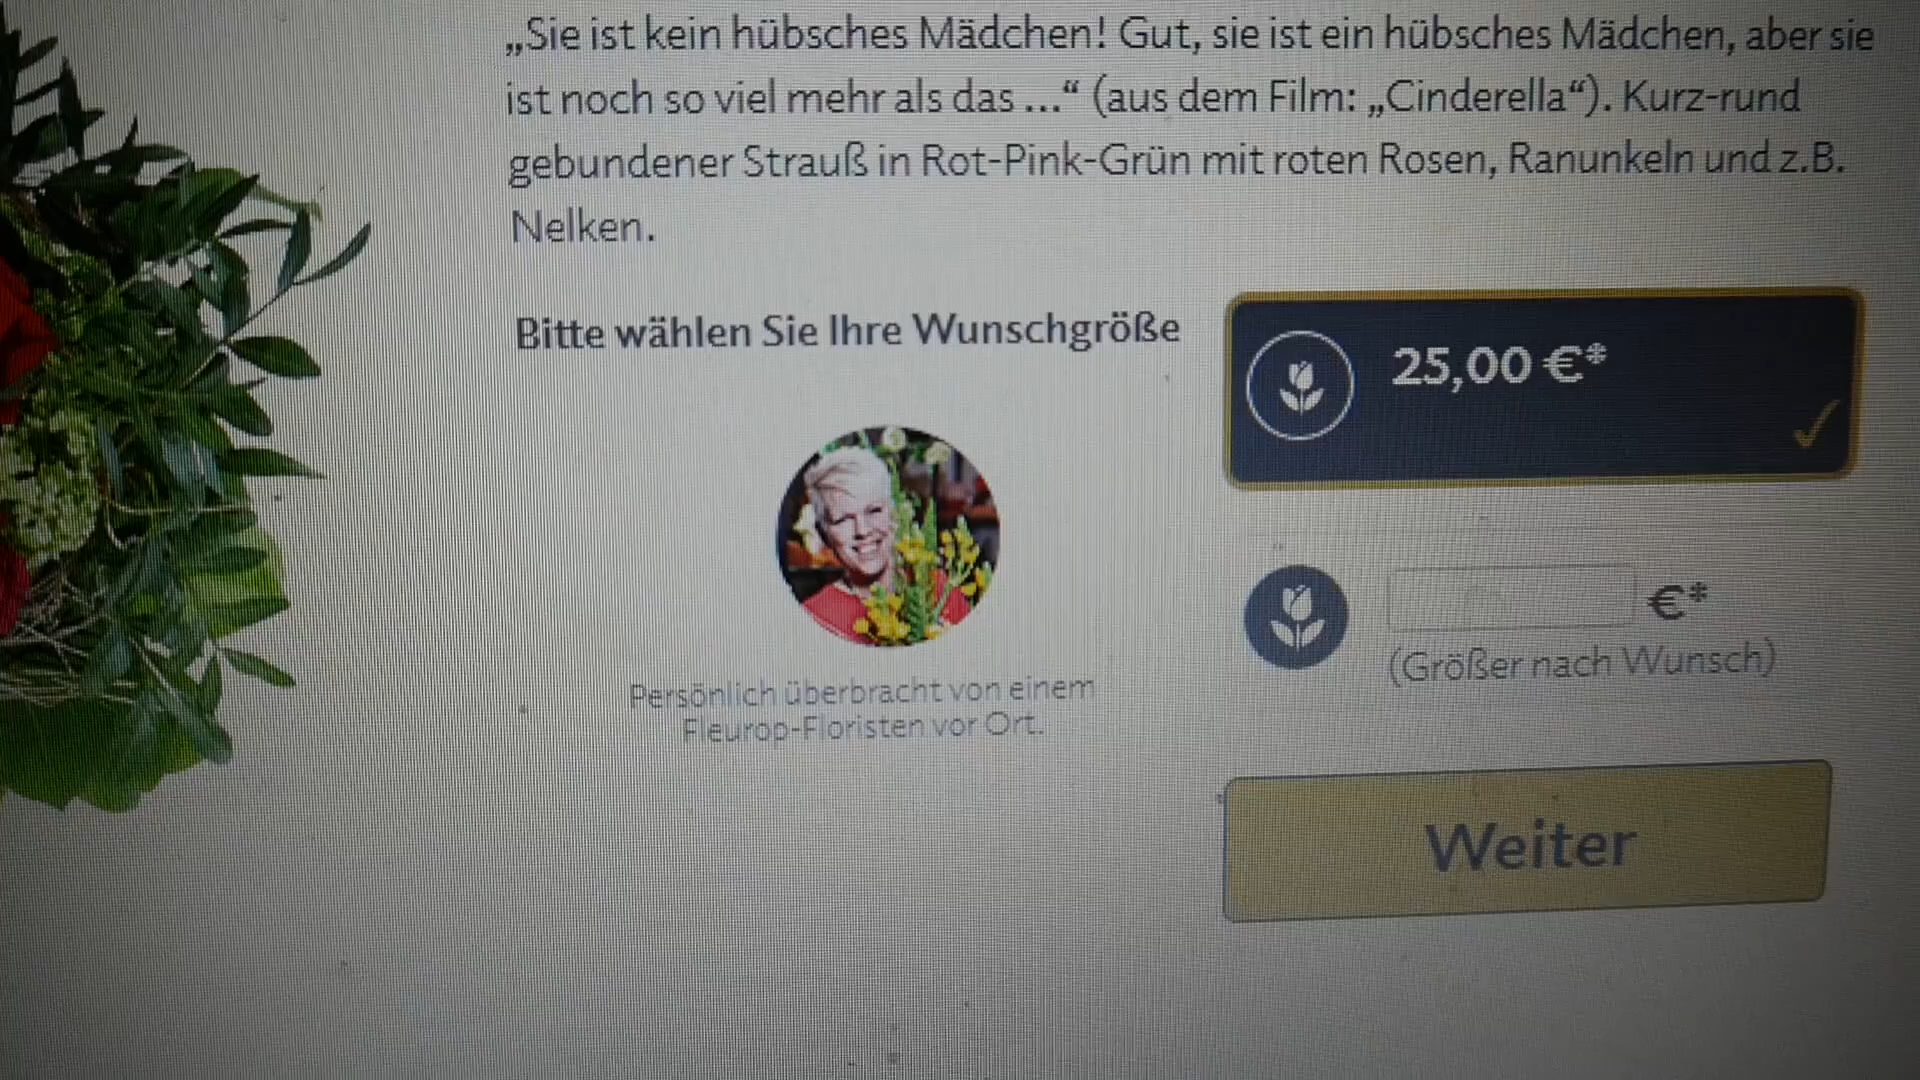 „Sie ist kein hübsches Mädchen! Gut, sie ist ein hübsches Mädchen, aber sie
ist noch so viel mehr als das ...“ (aus dem Film: „Cinderella“). Kurz-rund
gebundener Strauß in Rot-Pink-Grün mit roten Rosen, Ranunkeln und z.B.
Nelken.
Bitte wählen Sie Ihre Wunschgröße
25,00 €*
€*
(Größer nach Wunsch)
Persönlich überbracht von einem
Fleurop-Floristen vor Ort.
Weiter